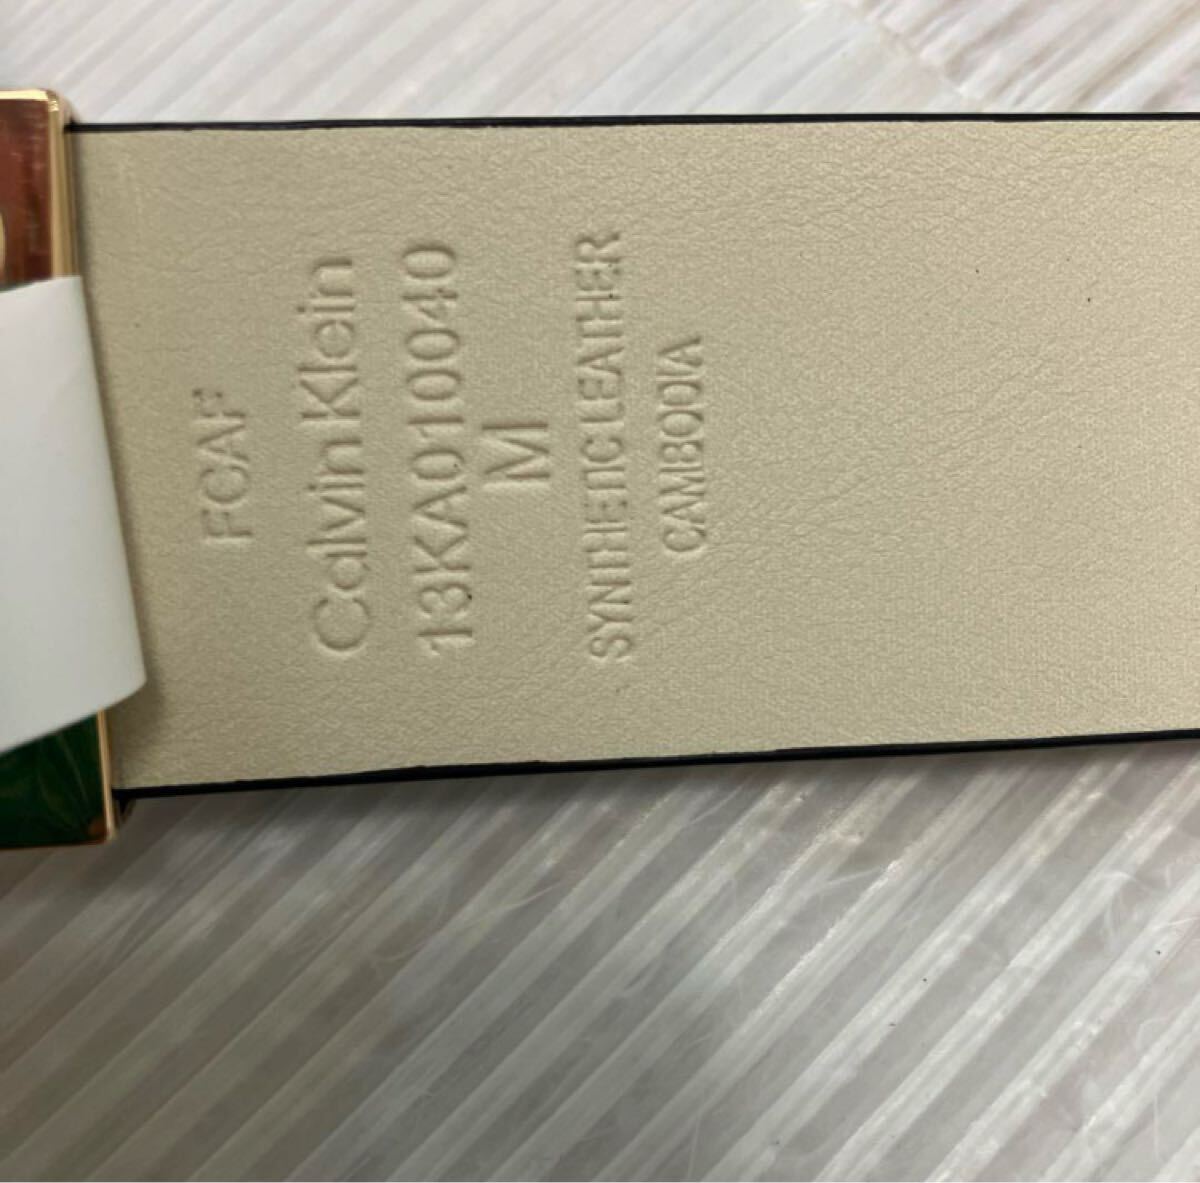 FCAF
Calvin Klein
13KA010040
M
SYNTHETIC LEATHER
CAMBODIA